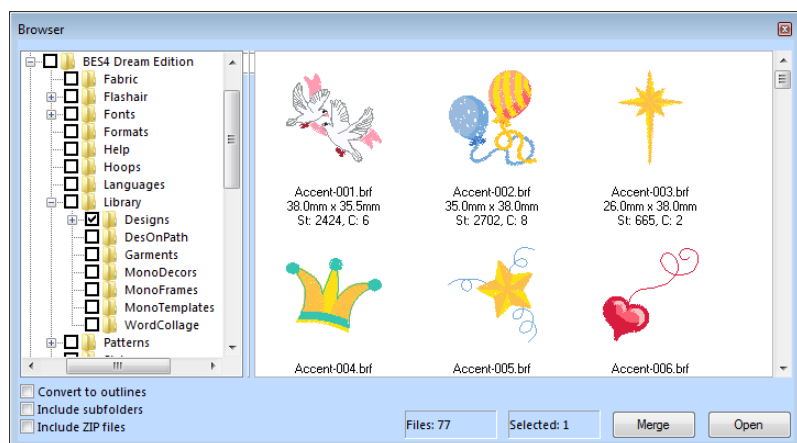 Browser
BES4 Dream Edition
Fabric
Flashair
Fonts
Formats
Help
Hoops
Languages
Library
Designs
DesOnPath
Garments
MonoDecors
MonoFrames
MonoTemplates
WordCollage
Patterns
Accent-001.brf
38.0mm x 35.5mm
St: 2424, C: 6
Accent-002.brf
35.0mm x 38.0mm
St: 2702, C: 8
Accent-003.brf
26.0mm x 38.0mm
St: 665, C: 2
Accent-004.brf
Accent-005.brf
Accent-006.brf
Convert to outlines
Include subfolders
Include ZIP files
Files: 77
Selected: 1
Merge
Open